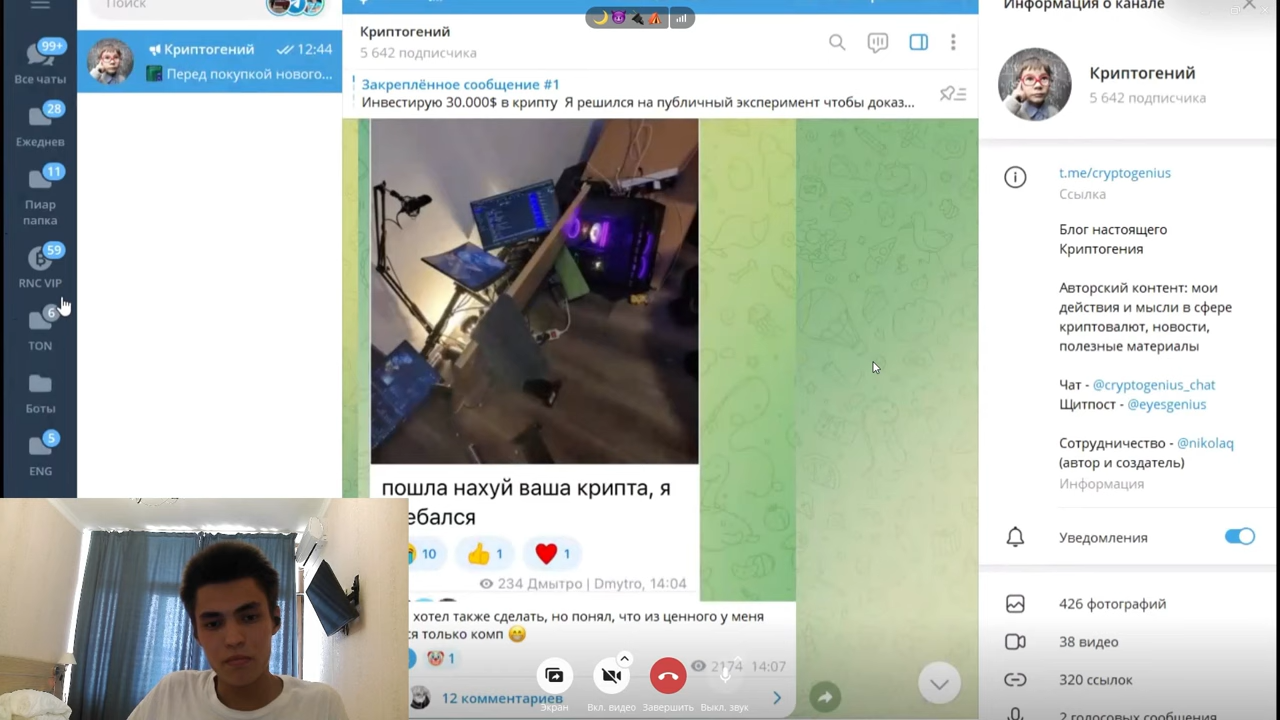 Поиск
99+
Все чаты
Криптогений
12:44
Перед покупкой нового...
28
Ежеднев
11
Пиар
папка
59
RNC VIP
6
TON
Боты
5
ENG
Криптогений
5 642 подписчика
Закреплённое сообщение #1
Инвестирую 30.000$ в крипту Я решился на публичный эксперимент чтобы доказ...
пошла нахуй ваша крипта, я
ебался
10
1
1
234 Дмытро | Dmytro, 14:04
хотел также сделать, но понял, что из ценного у меня
ся только комп
1
2174 14:07
12 комментариев
Экран
Вкл. видео
Завершить
Выкл. звук
Информация о канале
Криптогений
5 642 подписчика
t.me/cryptogenius
Ссылка
Блог настоящего
Криптогения
Авторский контент: мои
действия и мысли в сфере
криптовалют, новости,
полезные материалы
Чат - @cryptogenius_chat
Щитпост - @eyesgenius
Сотрудничество - @nikolaq
(автор и создатель)
Информация
Уведомления
426 фотографий
38 видео
320 ссылок
2 голосовых сообщения